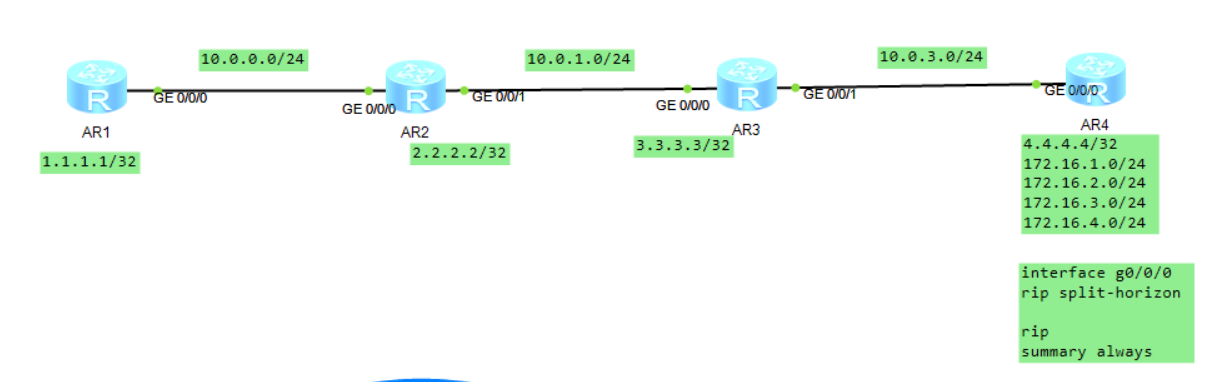 10.0.0.0/24
10.0.1.0/24
10.0.3.0/24
R
GE 0/0/0
GE 0/0/0
R
GE 0/0/1
GE 0/0/0
R
GE 0/0/1
GE 0/0/0
R
AR1
AR2
AR3
AR4
1.1.1.1/32
2.2.2.2/32
3.3.3.3/32
4.4.4.4/32
172.16.1.0/24
172.16.2.0/24
172.16.3.0/24
172.16.4.0/24
interface g0/0/0
rip split-horizon
rip
summary always